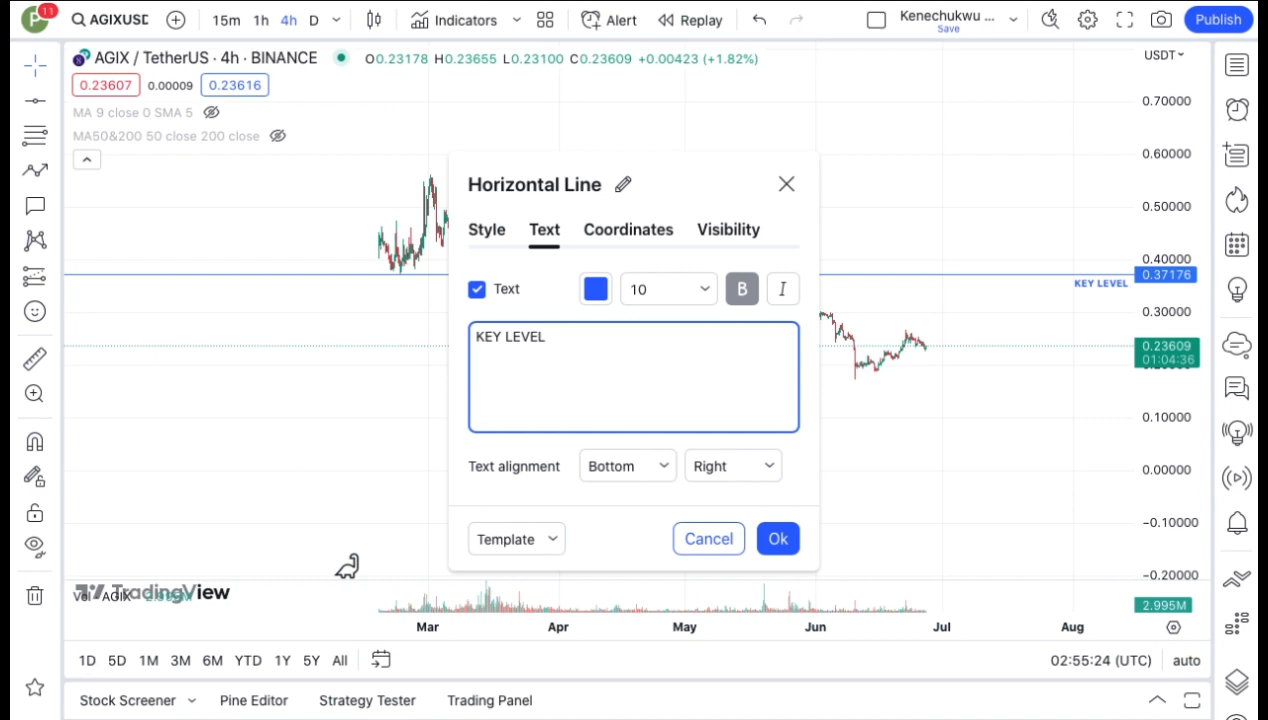 P 11 AGIXUSD 15m 1h 4h D Indicators Alert Replay Kenechukwu ... Save Publish
AGIX / TetherUS · 4h · BINANCE O0.23178 H0.23655 L0.23100 C0.23609 +0.00423 (+1.82%)
USDT
0.23607 0.00009 0.23616
MA 9 close 0 SMA 5
MA50&200 50 close 200 close
0.70000
0.60000
0.50000
0.40000
0.37176
KEY LEVEL
0.30000
0.23609
01:04:36
0.10000
0.00000
−0.10000
−0.20000
2.995M
Horizontal Line
Style Text Coordinates Visibility
Text 10 B I
KEY LEVEL
Text alignment Bottom Right
Template Cancel Ok
TradingView
Vol · AGIX 2.995M
Mar Apr May Jun Jul Aug
1D 5D 1M 3M 6M YTD 1Y 5Y All 02:55:24 (UTC) auto
Stock Screener Pine Editor Strategy Tester Trading Panel